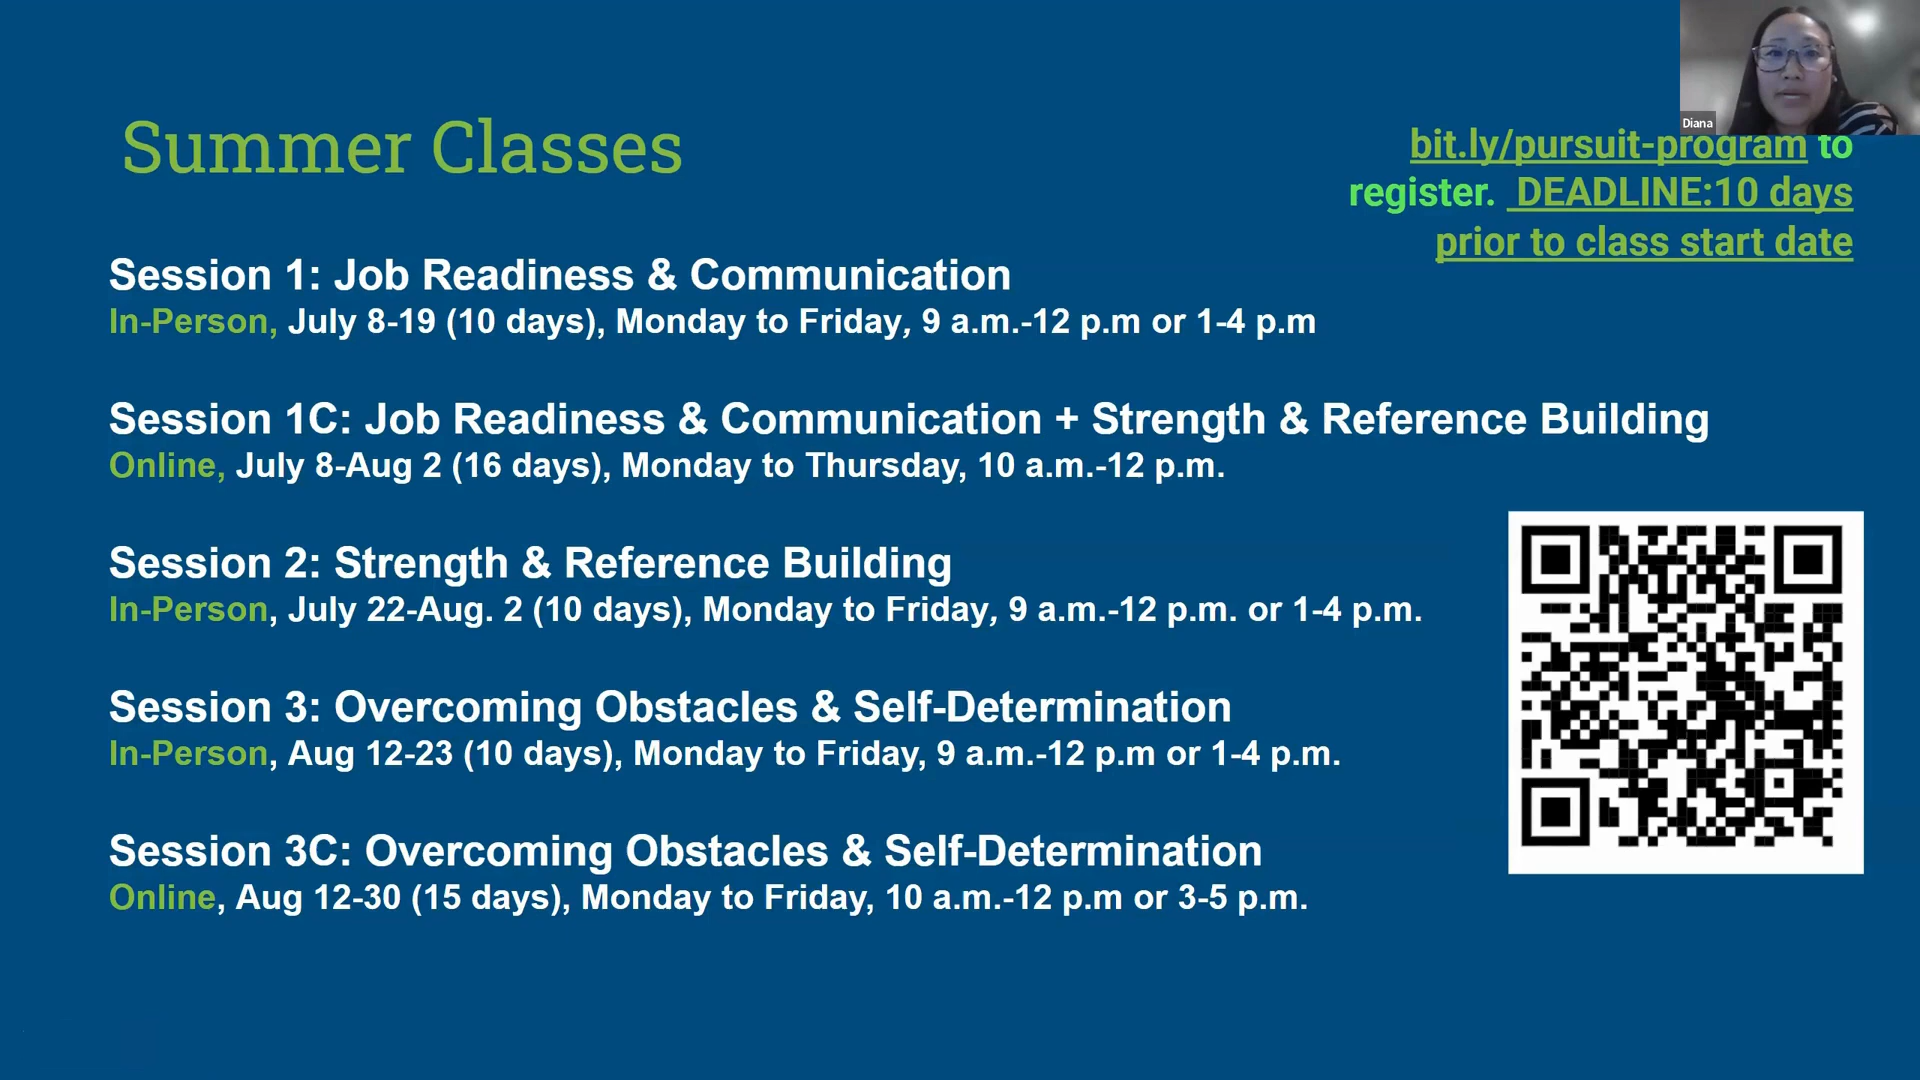 Diana
Summer Classes
bit.ly/pursuit-program to
register.  DEADLINE:10 days
prior to class start date
Session 1: Job Readiness & Communication
In-Person, July 8-19 (10 days), Monday to Friday, 9 a.m.-12 p.m or 1-4 p.m
Session 1C: Job Readiness & Communication + Strength & Reference Building
Online, July 8-Aug 2 (16 days), Monday to Thursday, 10 a.m.-12 p.m.
Session 2: Strength & Reference Building
In-Person, July 22-Aug. 2 (10 days), Monday to Friday, 9 a.m.-12 p.m. or 1-4 p.m.
Session 3: Overcoming Obstacles & Self-Determination
In-Person, Aug 12-23 (10 days), Monday to Friday, 9 a.m.-12 p.m or 1-4 p.m.
Session 3C: Overcoming Obstacles & Self-Determination
Online, Aug 12-30 (15 days), Monday to Friday, 10 a.m.-12 p.m or 3-5 p.m.